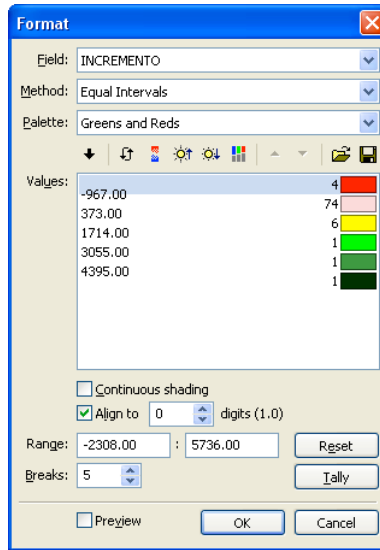 Format
Field: INCREMENTO
Method: Equal Intervals
Palette: Greens and Reds
Values:
4
-967.00
74
373.00
6
1714.00
1
3055.00
1
4395.00
1
Continuous shading
Align to 0 digits (1.0)
Range: -2308.00 : 5736.00 Reset
Breaks: 5 Tally
Preview OK Cancel